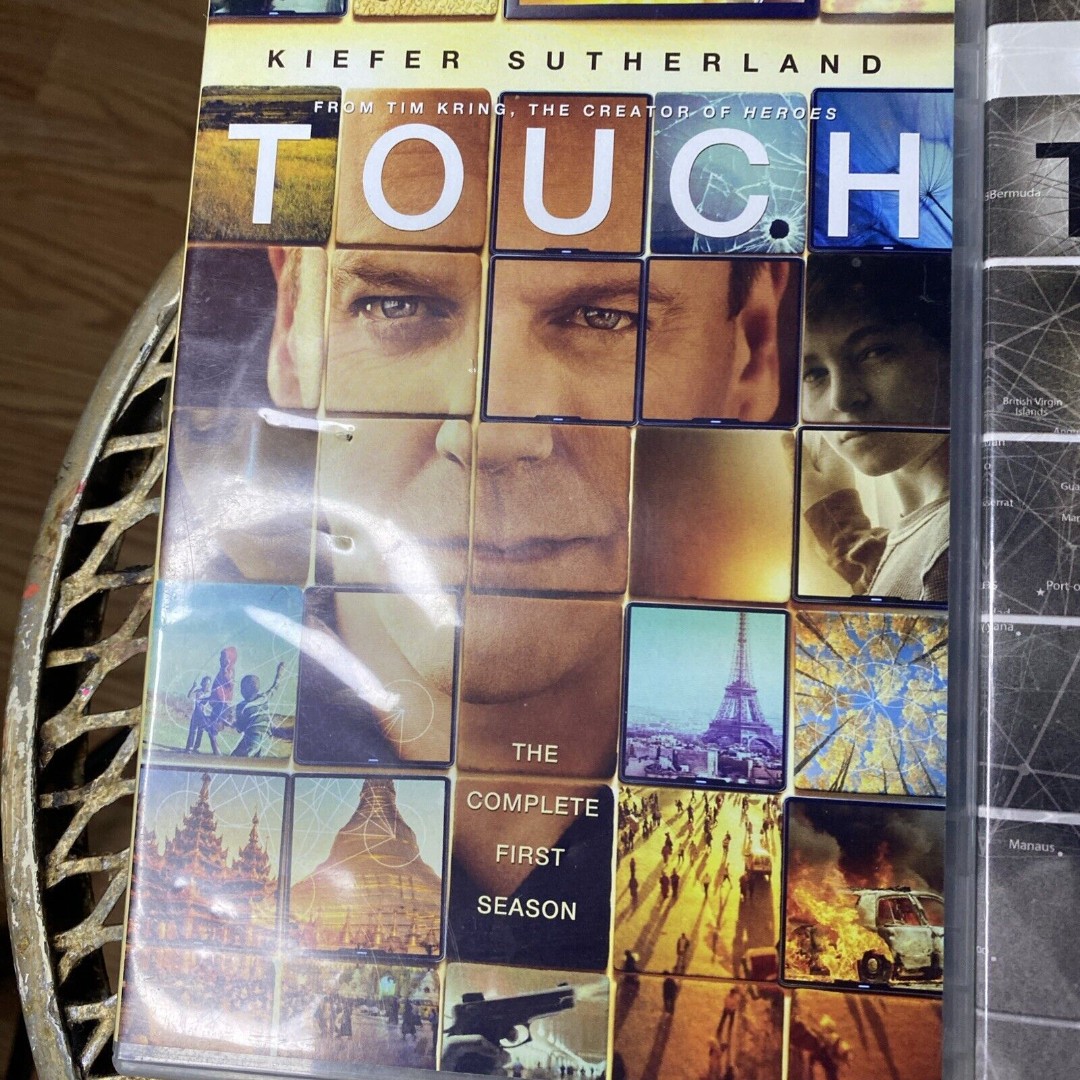 KIEFER SUTHERLAND
FROM TIM KRING, THE CREATOR OF HEROES
TOUCH
THE
COMPLETE
FIRST
SEASON
Bermuda
British Virgin
Islands
Manaus